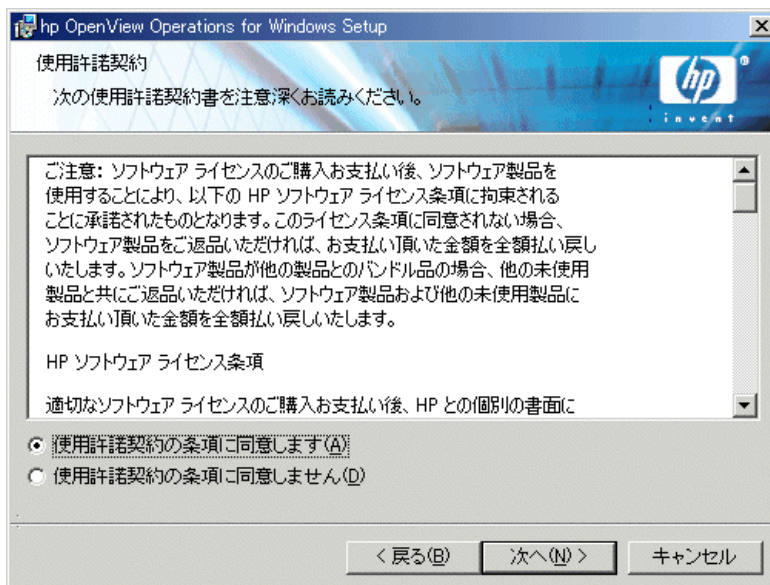 hp OpenView Operations for Windows Setup
使用許諾契約
次の使用許諾契約書を注意深くお読みください。
hp
®
invent
ご注意: ソフトウェア ライセンスのご購入お支払い後、ソフトウェア製品を
使用することにより、以下の HP ソフトウェア ライセンス条項に拘束される
ことに承諾されたものとなります。このライセンス条項に同意されない場合、
ソフトウェア製品をご返品いただければ、お支払い頂いた金額を全額払い戻し
いたします。ソフトウェア製品が他の製品とのバンドル品の場合、他の未使用
製品と共にご返品いただければ、ソフトウェア製品および他の未使用製品に
お支払い頂いた金額を全額払い戻しいたします。
HP ソフトウェア ライセンス条項
適切なソフトウェア ライセンスのご購入お支払い後、HP との個別の書面に
使用許諾契約の条項に同意します(A)
使用許諾契約の条項に同意しません(D)
< 戻る(B)
次へ(N) >
キャンセル